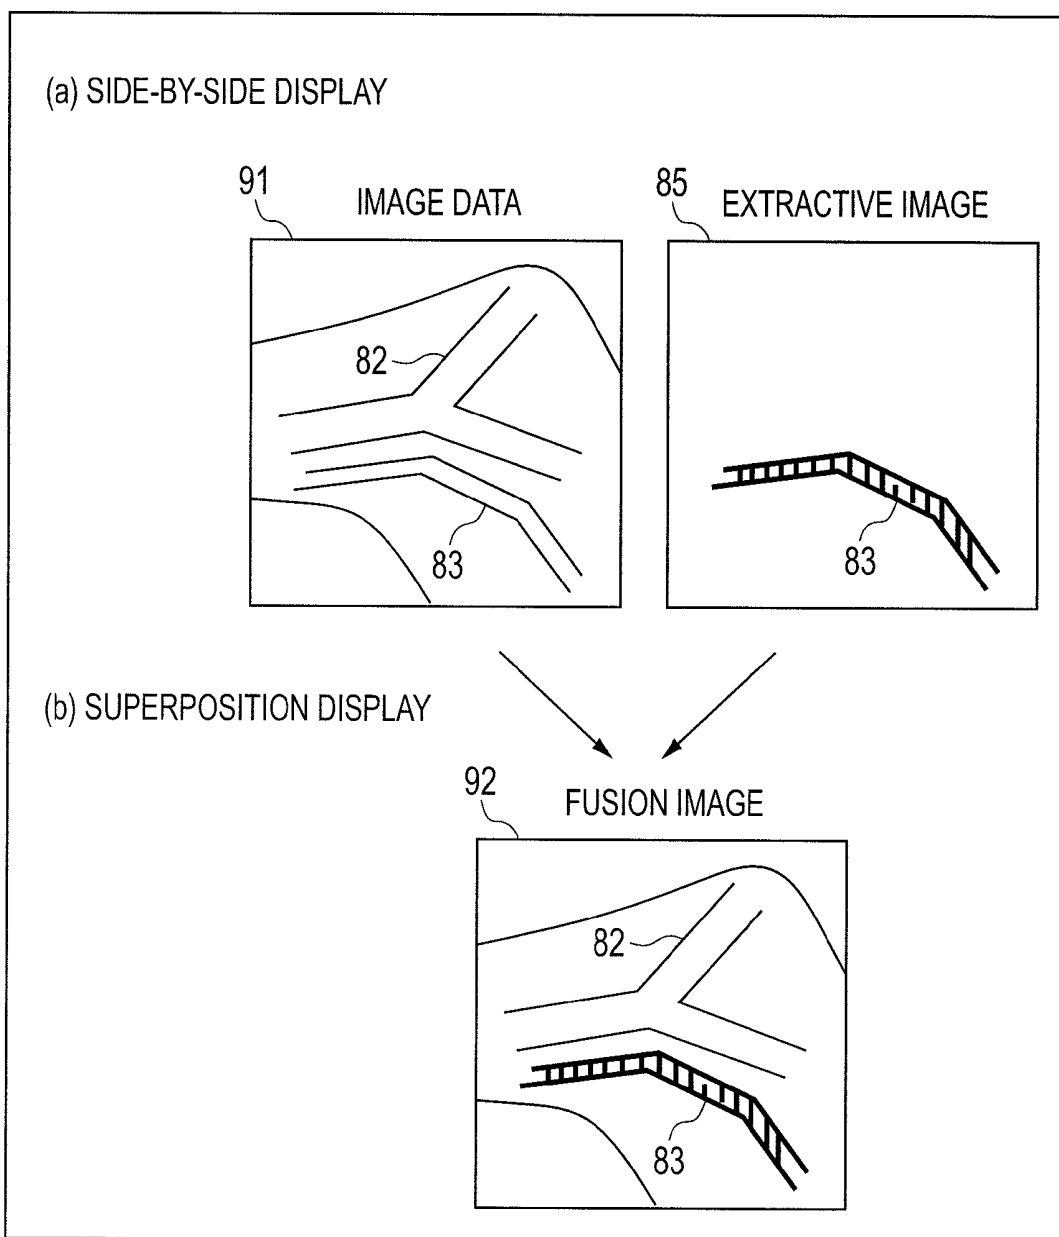 (a) SIDE-BY-SIDE DISPLAY
91
IMAGE DATA
85
EXTRACTIVE IMAGE
82
83
83
(b) SUPERPOSITION DISPLAY
92
FUSION IMAGE
82
83